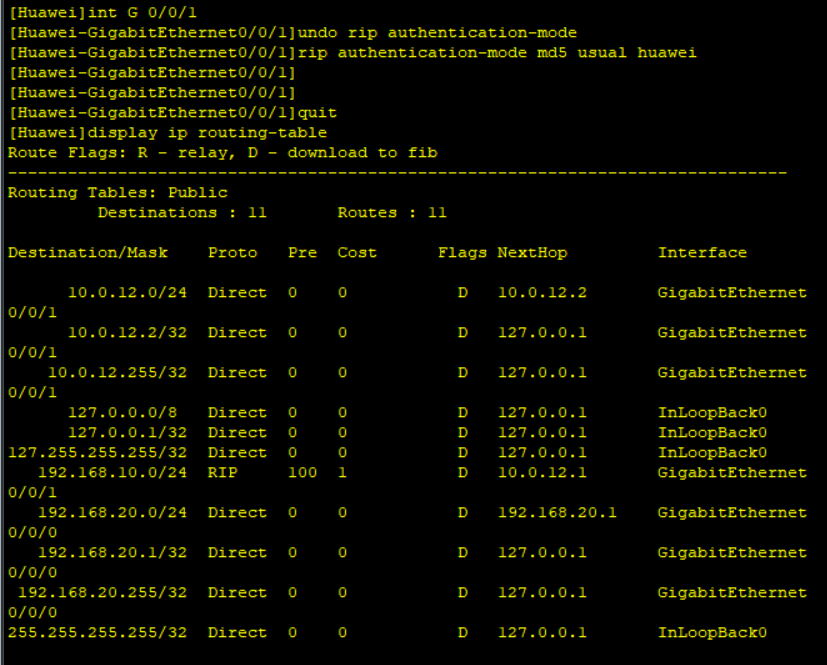 [Huawei]int G 0/0/1
[Huawei-GigabitEthernet0/0/1]undo rip authentication-mode
[Huawei-GigabitEthernet0/0/1]rip authentication-mode md5 usual huawei
[Huawei-GigabitEthernet0/0/1]
[Huawei-GigabitEthernet0/0/1]
[Huawei-GigabitEthernet0/0/1]quit
[Huawei]display ip routing-table
Route Flags: R - relay, D - download to fib
------------------------------------------------------------------------------
Routing Tables: Public
         Destinations : 11       Routes : 11

Destination/Mask    Proto   Pre  Cost      Flags NextHop         Interface

      10.0.12.0/24  Direct  0    0           D   10.0.12.2       GigabitEthernet
0/0/1
      10.0.12.2/32  Direct  0    0           D   127.0.0.1       GigabitEthernet
0/0/1
    10.0.12.255/32  Direct  0    0           D   127.0.0.1       GigabitEthernet
0/0/1
      127.0.0.0/8   Direct  0    0           D   127.0.0.1       InLoopBack0
      127.0.0.1/32  Direct  0    0           D   127.0.0.1       InLoopBack0
127.255.255.255/32  Direct  0    0           D   127.0.0.1       InLoopBack0
   192.168.10.0/24  RIP     100  1           D   10.0.12.1       GigabitEthernet
0/0/1
   192.168.20.0/24  Direct  0    0           D   192.168.20.1    GigabitEthernet
0/0/0
   192.168.20.1/32  Direct  0    0           D   127.0.0.1       GigabitEthernet
0/0/0
 192.168.20.255/32  Direct  0    0           D   127.0.0.1       GigabitEthernet
0/0/0
255.255.255.255/32  Direct  0    0           D   127.0.0.1       InLoopBack0